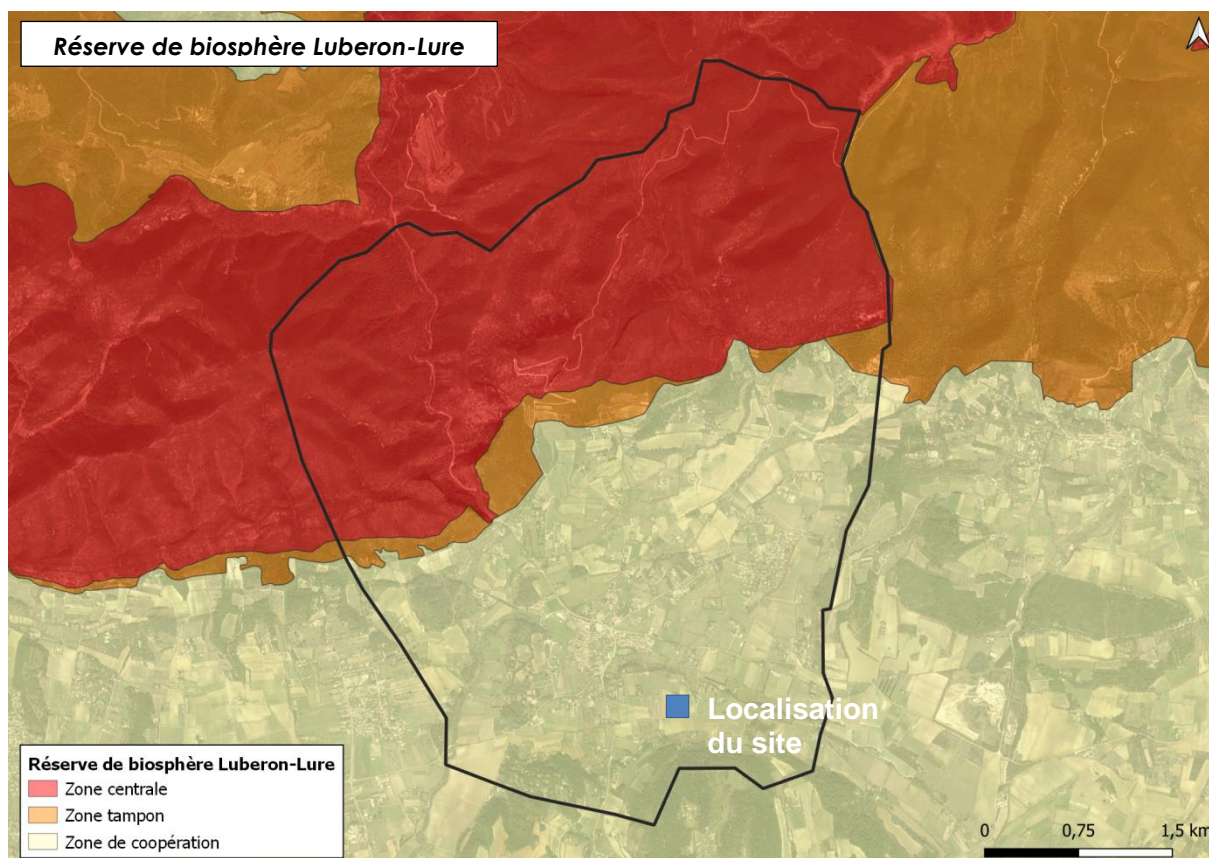 Réserve de biosphère Luberon-Lure
Localisation
du site
Réserve de biosphère Luberon-Lure
Zone centrale
Zone tampon
Zone de coopération
0 0,75 1,5 km